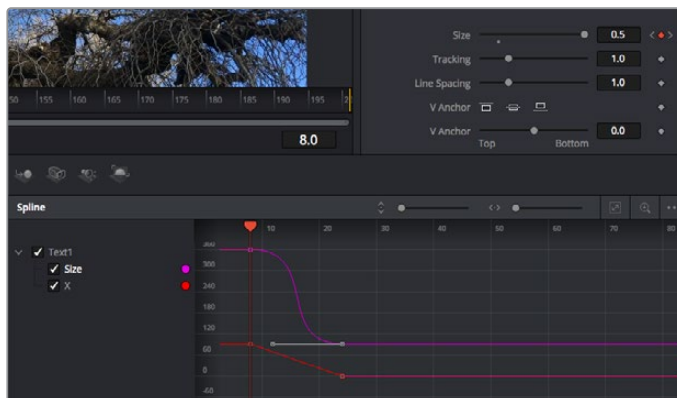 Size 0.5
Tracking 1.0
Line Spacing 1.0
V Anchor
V Anchor 0.0
Top Bottom
50 155 160 165 170 175 180 185 190 195
8.0
Spline
10 20 30 40 50 60 70 80
Text1
Size
X
360
300
240
180
120
60
0
-60